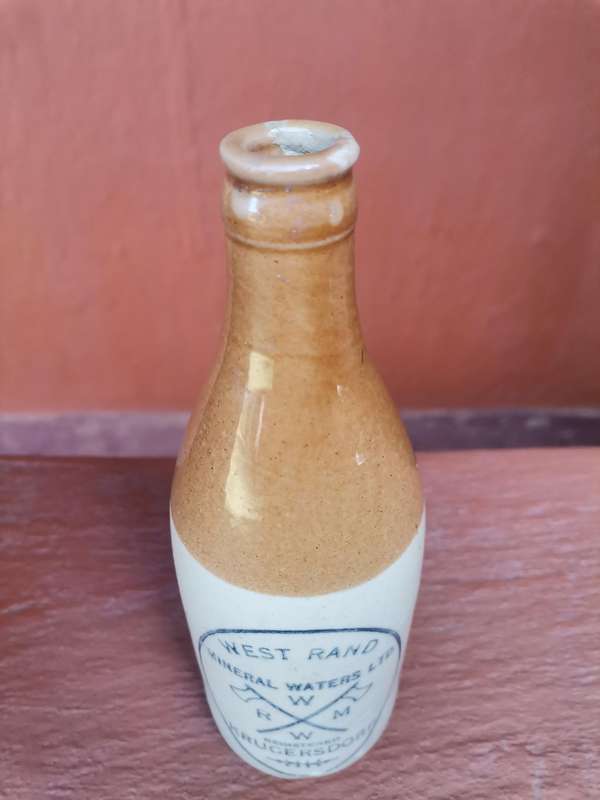 WEST RAND
MINERAL WATERS LTD
W
R M
W
REGISTERED
KRUGERSDORP